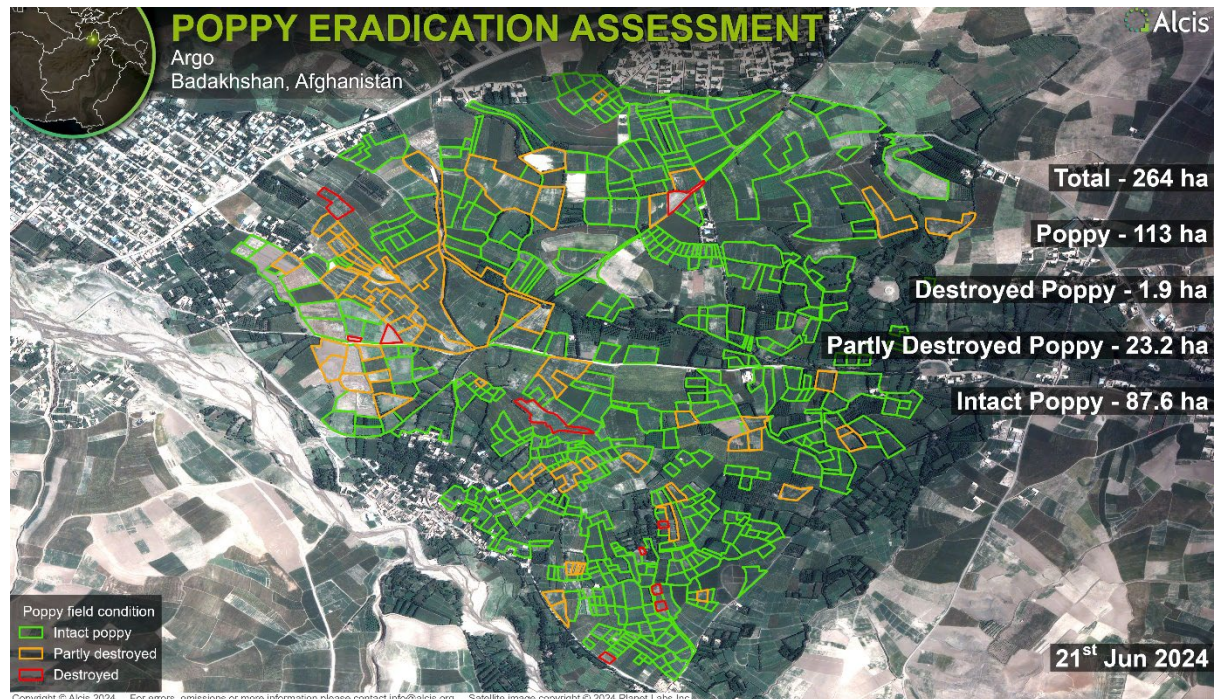 POPPY ERADICATION ASSESSMENT
Argo
Badakhshan, Afghanistan
Alcis
Total - 264 ha
Poppy - 113 ha
Destroyed Poppy - 1.9 ha
Partly Destroyed Poppy - 23.2 ha
Intact Poppy - 87.6 ha
Poppy field condition
Intact poppy
Partly destroyed
Destroyed
21st Jun 2024
Copyright © Alcis 2024 For errors, omissions or more information please contact info@alcis.org Satellite image copyright © 2024 Planet Labs Inc